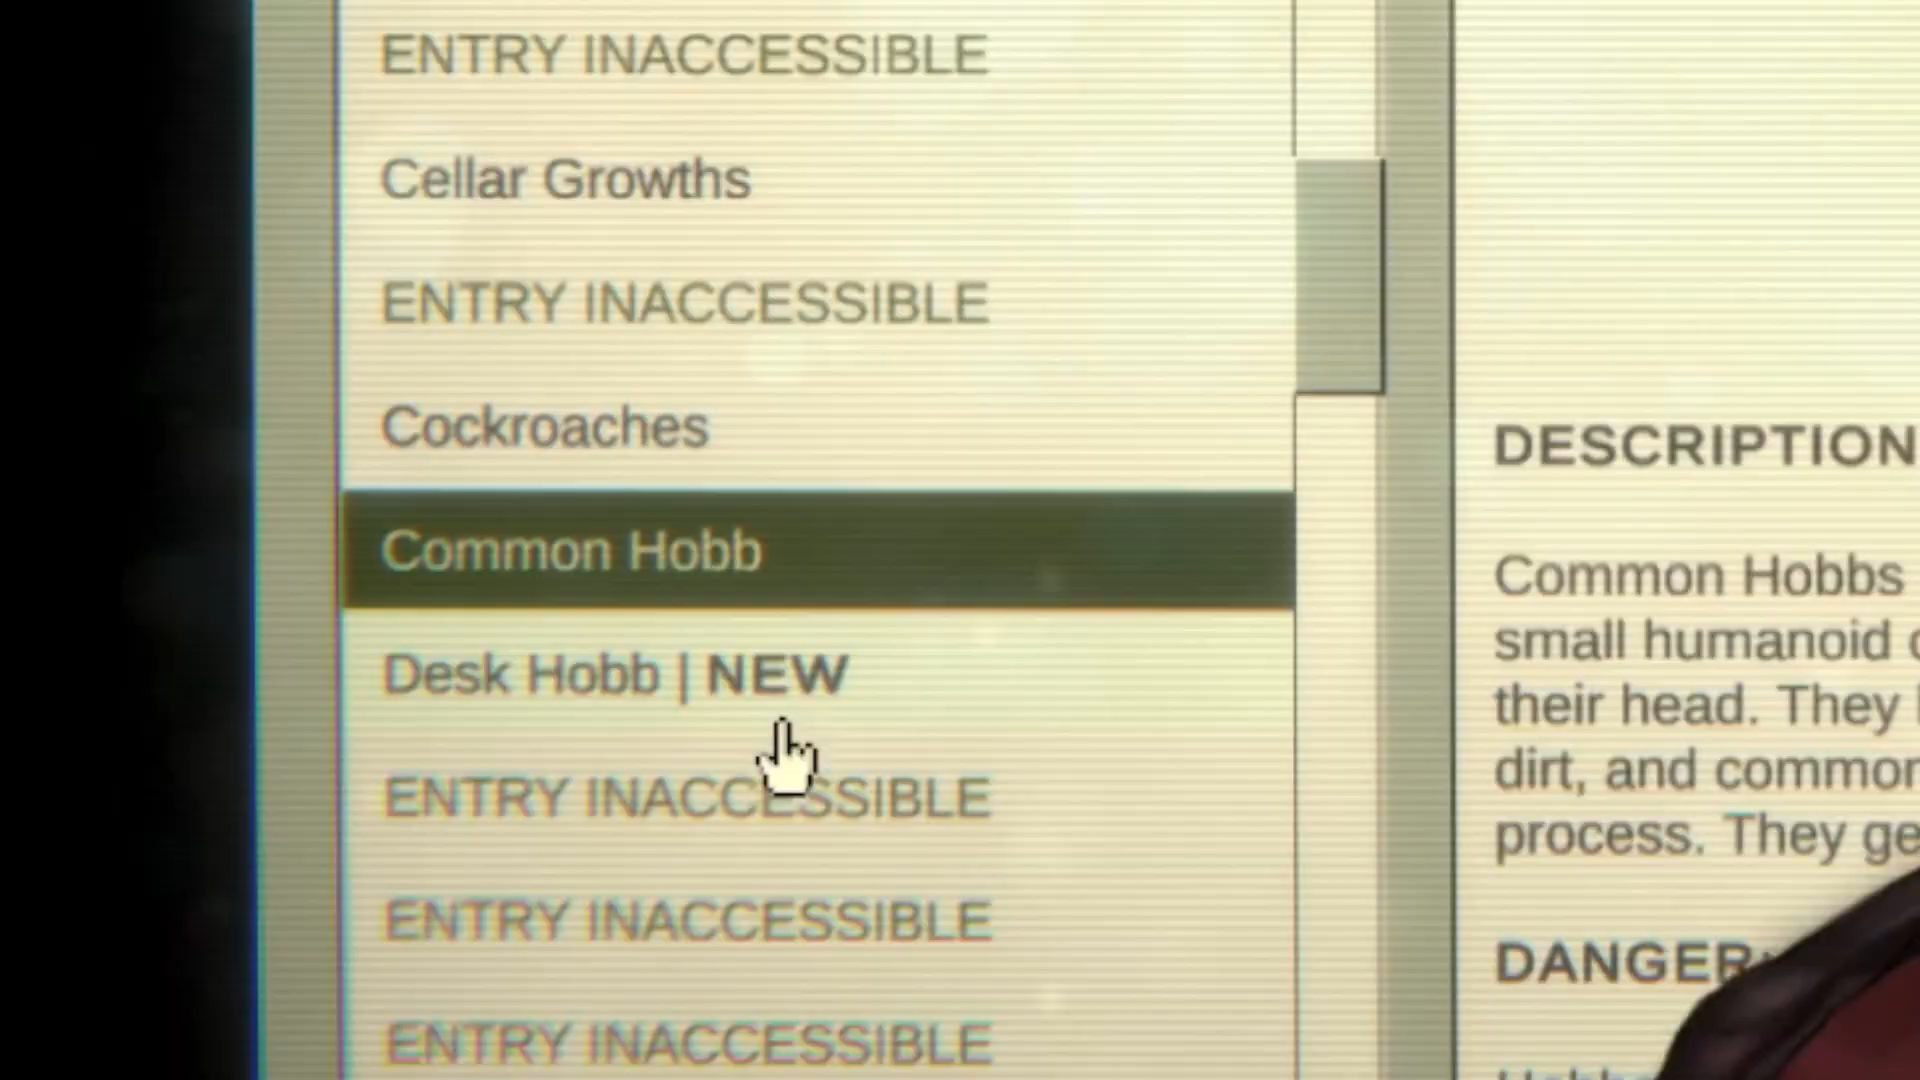 ENTRY INACCESSIBLE
Cellar Growths
ENTRY INACCESSIBLE
Cockroaches
Common Hobb
Desk Hobb | NEW
ENTRY INACCESSIBLE
ENTRY INACCESSIBLE
ENTRY INACCESSIBLE
DESCRIPTION
Common Hobbs
small humanoid
their head. They
dirt, and common
process. They ge
DANGER